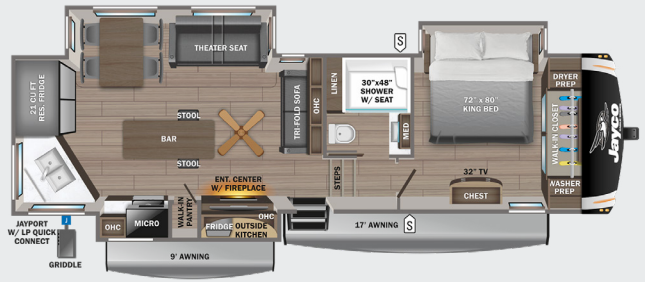 21 CU.FT.
RES. FRIDGE
THEATER SEAT
STOOL
BAR
STOOL
TRI-FOLD SOFA
OHC
ENT. CENTER
W/ FIREPLACE
LINEN
30"x48"
SHOWER
W/ SEAT
S
MED
STEPS
72" x 80"
KING BED
32" TV
CHEST
DRYER
PREP
WALK-IN CLOSET
WASHER
PREP
Jayco
JAYPORT
W/ LP QUICK
CONNECT
J
GRIDDLE
OHC
MICRO
WALK-IN
PANTRY
OHC
FRIDGE
OUTSIDE
KITCHEN
9' AWNING
17' AWNING
S